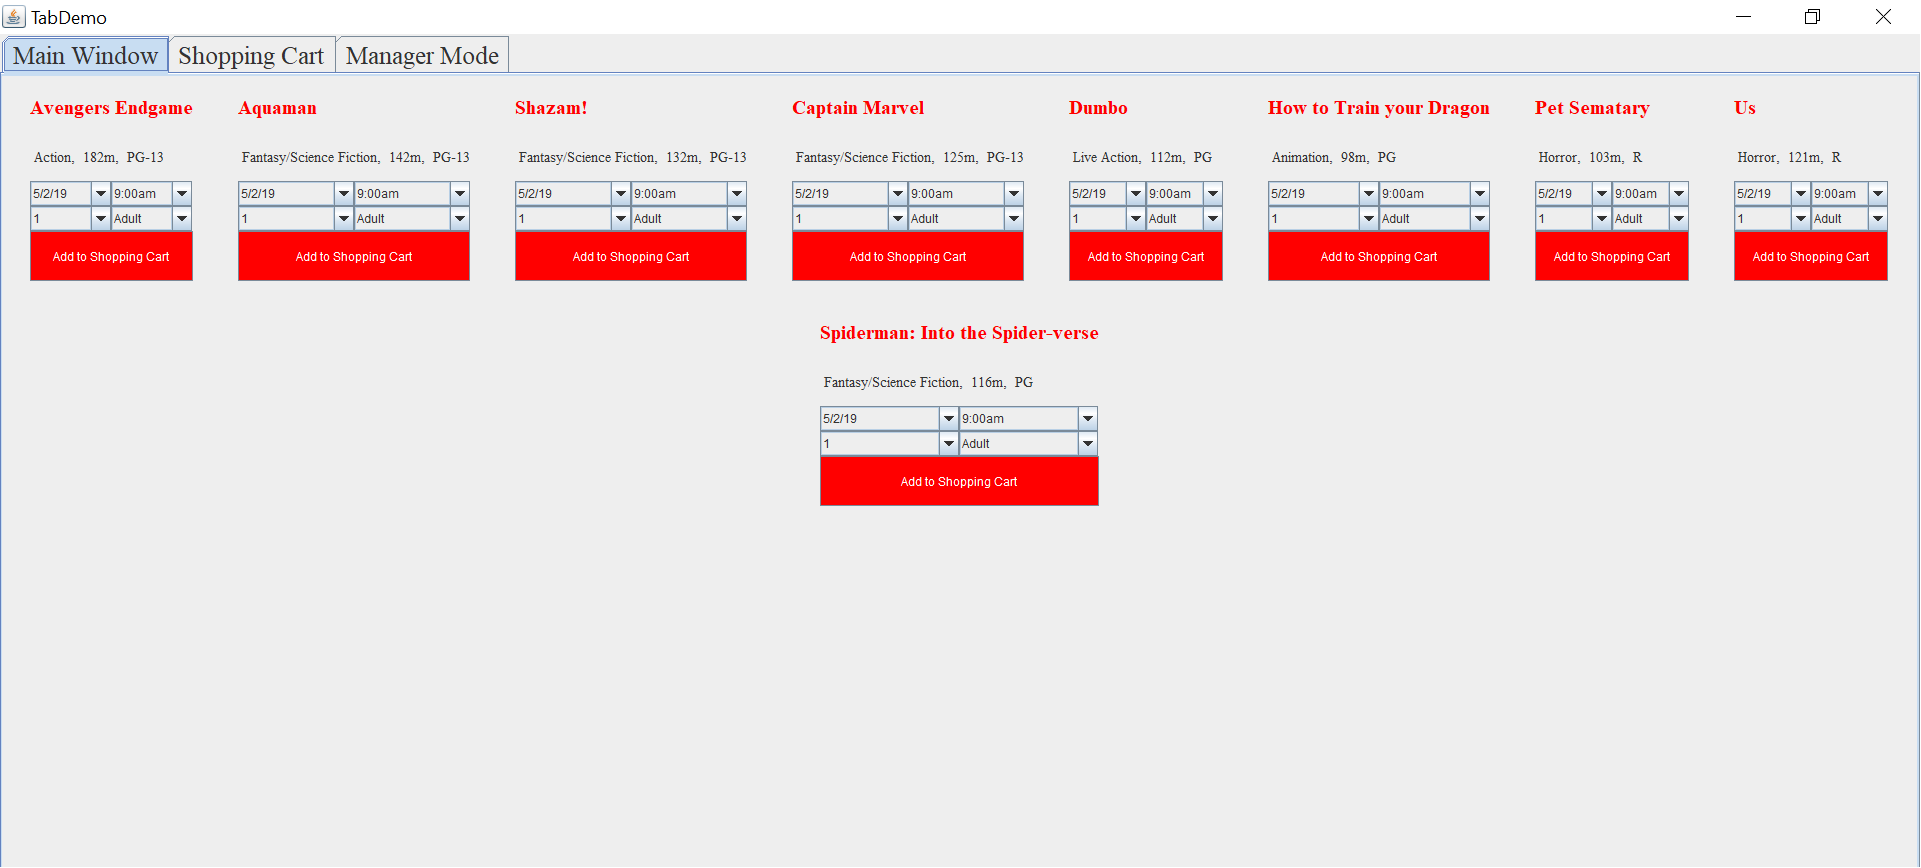 TabDemo
Main Window Shopping Cart Manager Mode
Avengers Endgame Aquaman Shazam! Captain Marvel Dumbo How to Train your Dragon Pet Sematary Us
Action, 182m, PG-13 Fantasy/Science Fiction, 142m, PG-13 Fantasy/Science Fiction, 132m, PG-13 Fantasy/Science Fiction, 125m, PG-13 Live Action, 112m, PG Animation, 98m, PG Horror, 103m, R Horror, 121m, R
5/2/19 9:00am 5/2/19 9:00am 5/2/19 9:00am 5/2/19 9:00am 5/2/19 9:00am 5/2/19 9:00am 5/2/19 9:00am 5/2/19 9:00am
1 Adult 1 Adult 1 Adult 1 Adult 1 Adult 1 Adult 1 Adult 1 Adult
Add to Shopping Cart Add to Shopping Cart Add to Shopping Cart Add to Shopping Cart Add to Shopping Cart Add to Shopping Cart Add to Shopping Cart Add to Shopping Cart
Spiderman: Into the Spider-verse
Fantasy/Science Fiction, 116m, PG
5/2/19 9:00am
1 Adult
Add to Shopping Cart